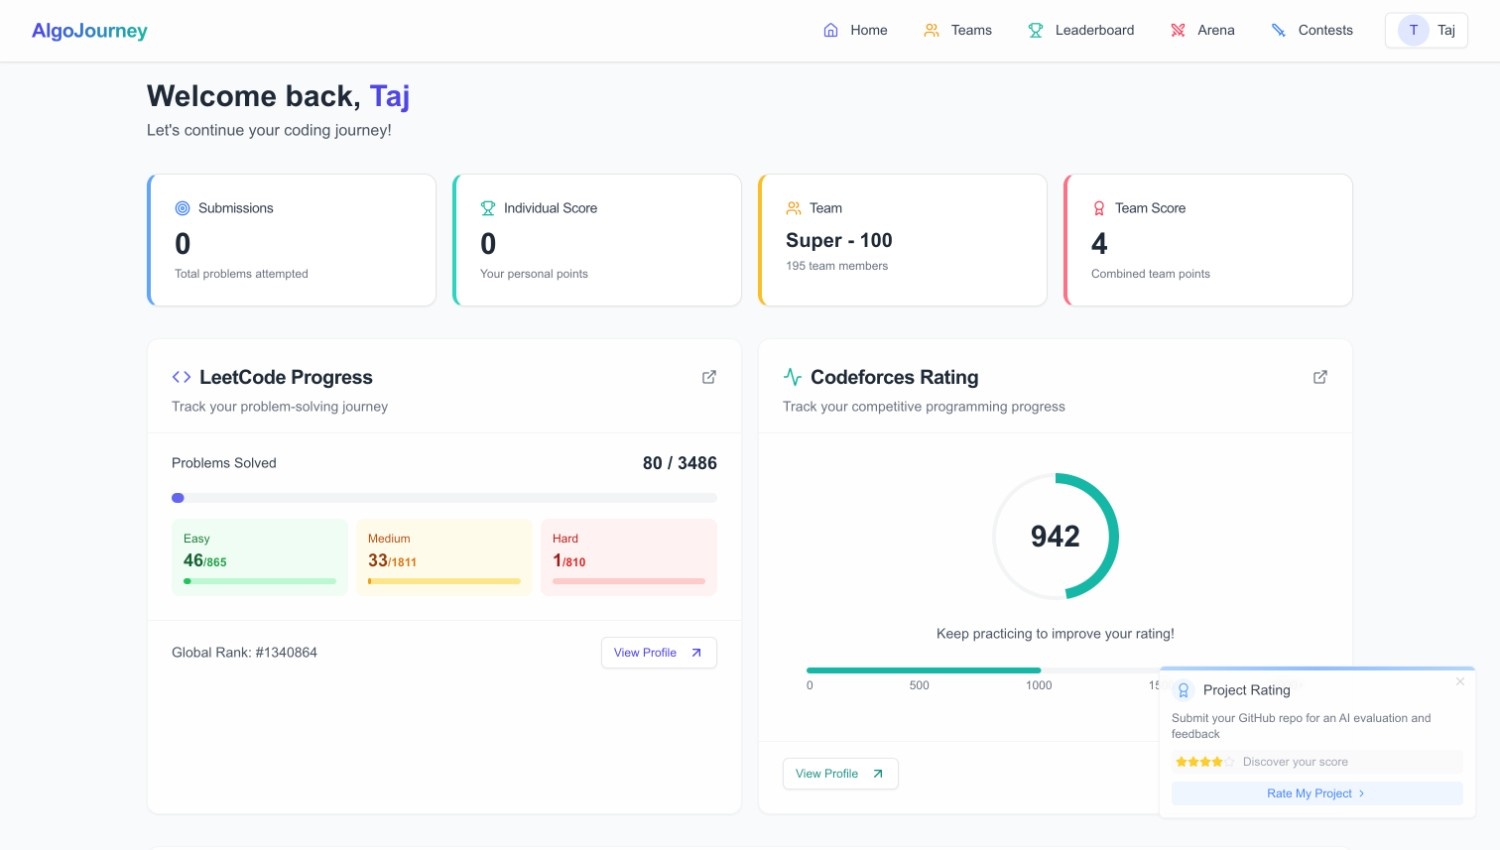 AlgoJourney
Home
Teams
Leaderboard
Arena
Contests
T
Taj
Welcome back, Taj
Let's continue your coding journey!
Submissions
0
Total problems attempted
Individual Score
0
Your personal points
Team
Super - 100
195 team members
Team Score
4
Combined team points
LeetCode Progress
Track your problem-solving journey
Problems Solved
80 / 3486
Easy
46/865
Medium
33/1811
Hard
1/810
Global Rank: #1340864
View Profile
Codeforces Rating
Track your competitive programming progress
942
Keep practicing to improve your rating!
0
500
1000
View Profile
Project Rating
Submit your GitHub repo for an AI evaluation and
feedback
Discover your score
Rate My Project